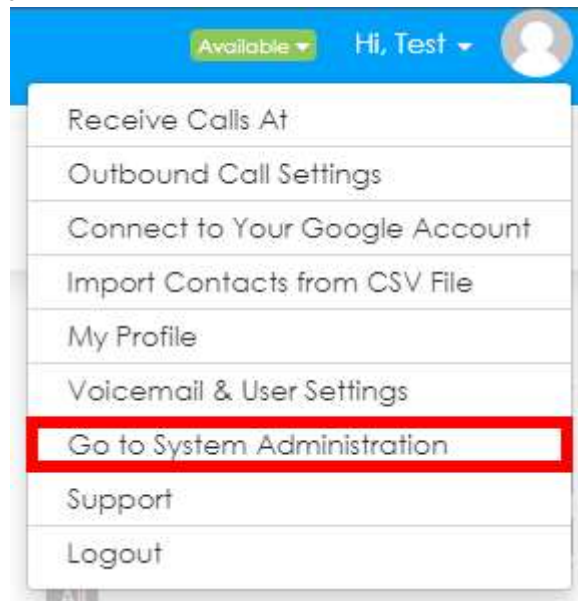 Available
Hi, Test
Receive Calls At
Outbound Call Settings
Connect to Your Google Account
Import Contacts from CSV File
My Profile
Voicemail & User Settings
Go to System Administration
Support
Logout
All